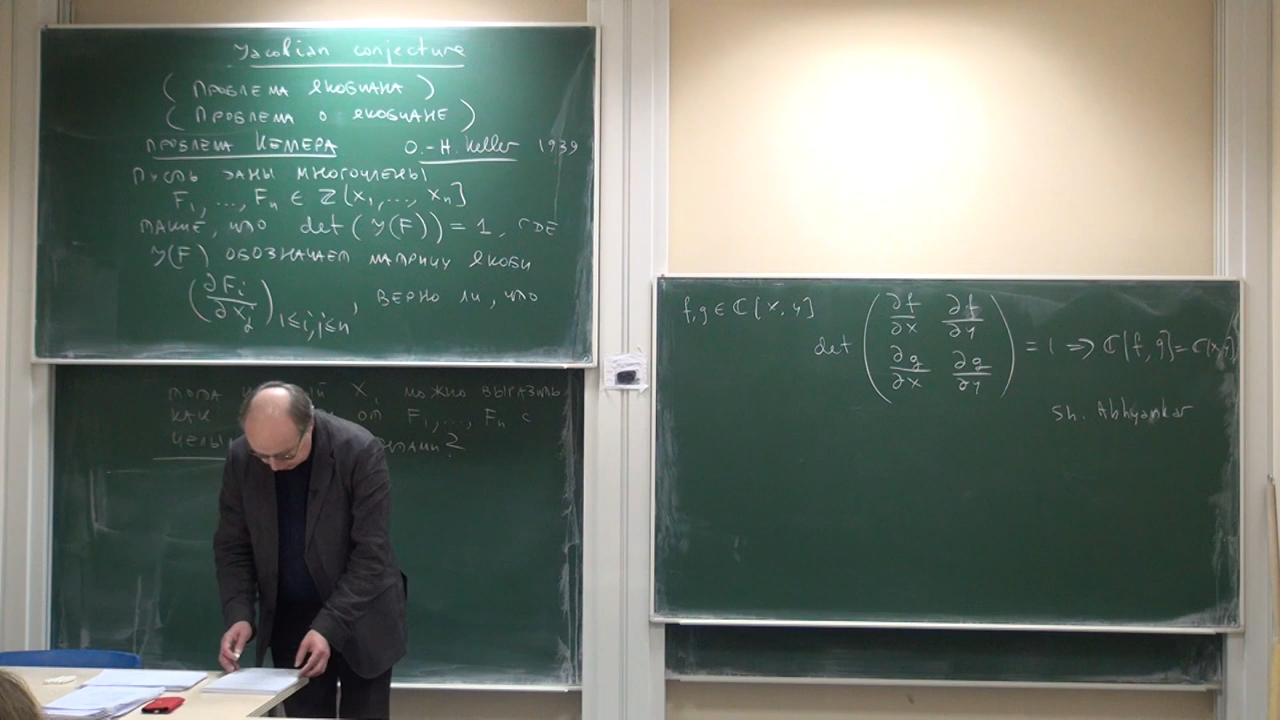 Jacobian conjecture
(ПРОБЛЕМА ЯКОБИАНА)
(ПРОБЛЕМА О ЯКОБИАНЕ)
ПРОБЛЕМА КЕЛЛЕРА O.-H. Keller 1939
ПУСТЬ ДАНЫ МНОГОЧЛЕНЫ
F₁, ..., Fₙ ∈ ℤ[x₁, ..., xₙ]
ТАКИЕ, ЧТО det(J(F)) = 1, ГДЕ
J(F) ОБОЗНАЧАЕТ МАТРИЦУ ЯКОБИ
(∂Fᵢ/∂xⱼ)₁≤i,j≤n, ВЕРНО ЛИ, ЧТО
ТОГДА X МОЖНО ВЫРАЗИТЬ
КАК ОТ F₁, ..., Fₙ С
?
f, g ∈ ℂ[x, y]
det (∂f/∂x ∂f/∂y
∂g/∂x ∂g/∂y) = 1 ⇒ ℂ[f, g] = ℂ[x, y]
Sh. Abhyankar